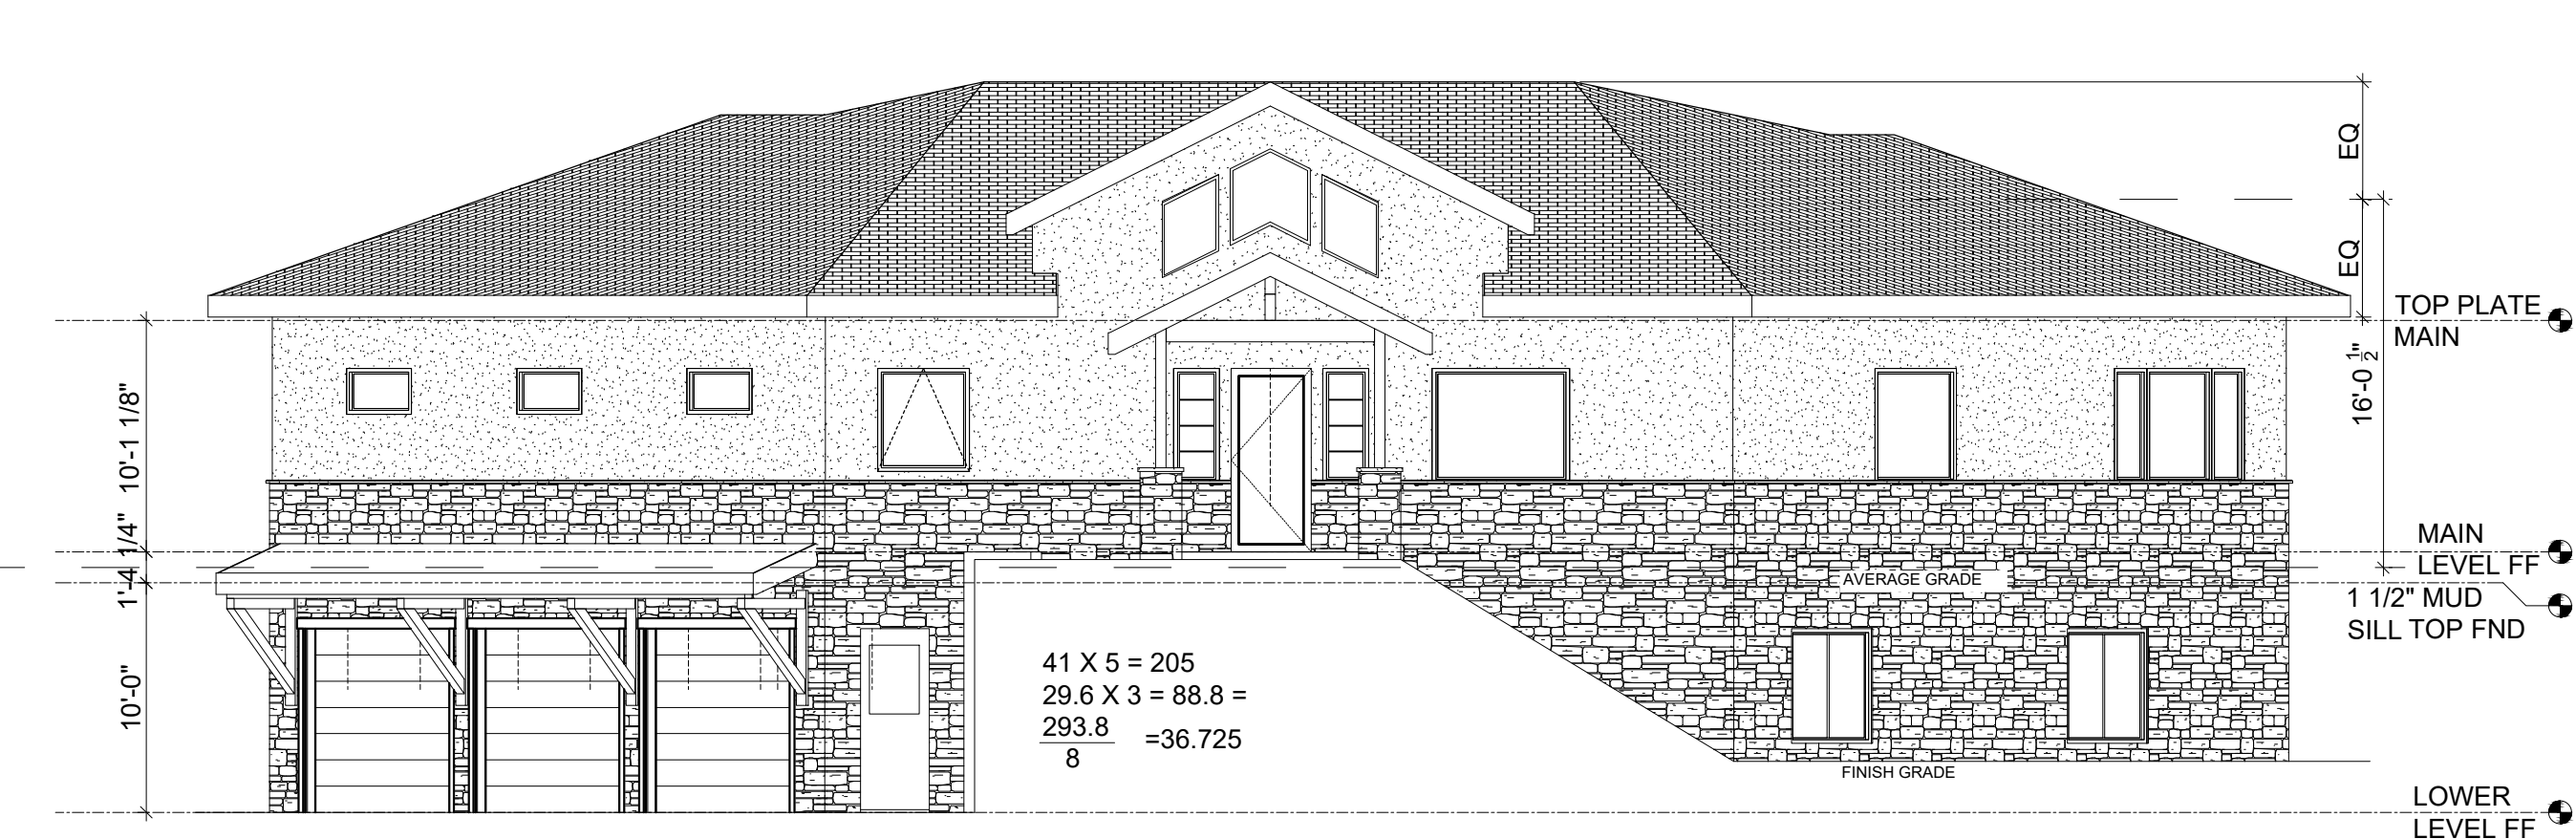 EQ
EQ
TOP PLATE
MAIN
16'-0 1/2"
10'-1 1/8"
1'-4 1/4"
10'-0"
MAIN
LEVEL FF
AVERAGE GRADE
1 1/2" MUD
SILL TOP FND
41 X 5 = 205
29.6 X 3 = 88.8 =
293.8
8
=36.725
FINISH GRADE
LOWER
LEVEL FF